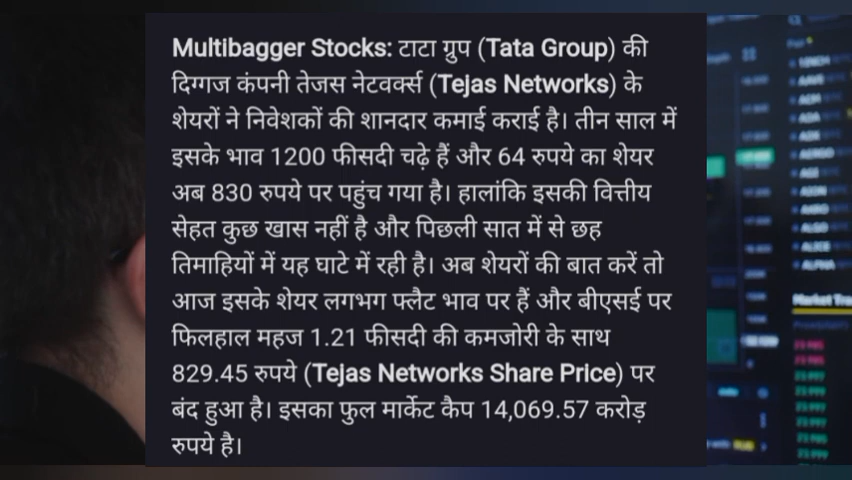 Multibagger Stocks: टाटा ग्रुप (Tata Group) की
दिग्गज कंपनी तेजस नेटवर्क्स (Tejas Networks) के
शेयरों ने निवेशकों की शानदार कमाई कराई है। तीन साल में
इसके भाव 1200 फीसदी चढ़े हैं और 64 रुपये का शेयर
अब 830 रुपये पर पहुंच गया है। हालांकि इसकी वित्तीय
सेहत कुछ खास नहीं है और पिछली सात में से छह
तिमाहियों में यह घाटे में रही है। अब शेयरों की बात करें तो
आज इसके शेयर लगभग फ्लैट भाव पर हैं और बीएसई पर
फिलहाल महज 1.21 फीसदी की कमजोरी के साथ
829.45 रुपये (Tejas Networks Share Price) पर
बंद हुआ है। इसका फुल मार्केट कैप 14,069.57 करोड़
रुपये है।
Market Tra